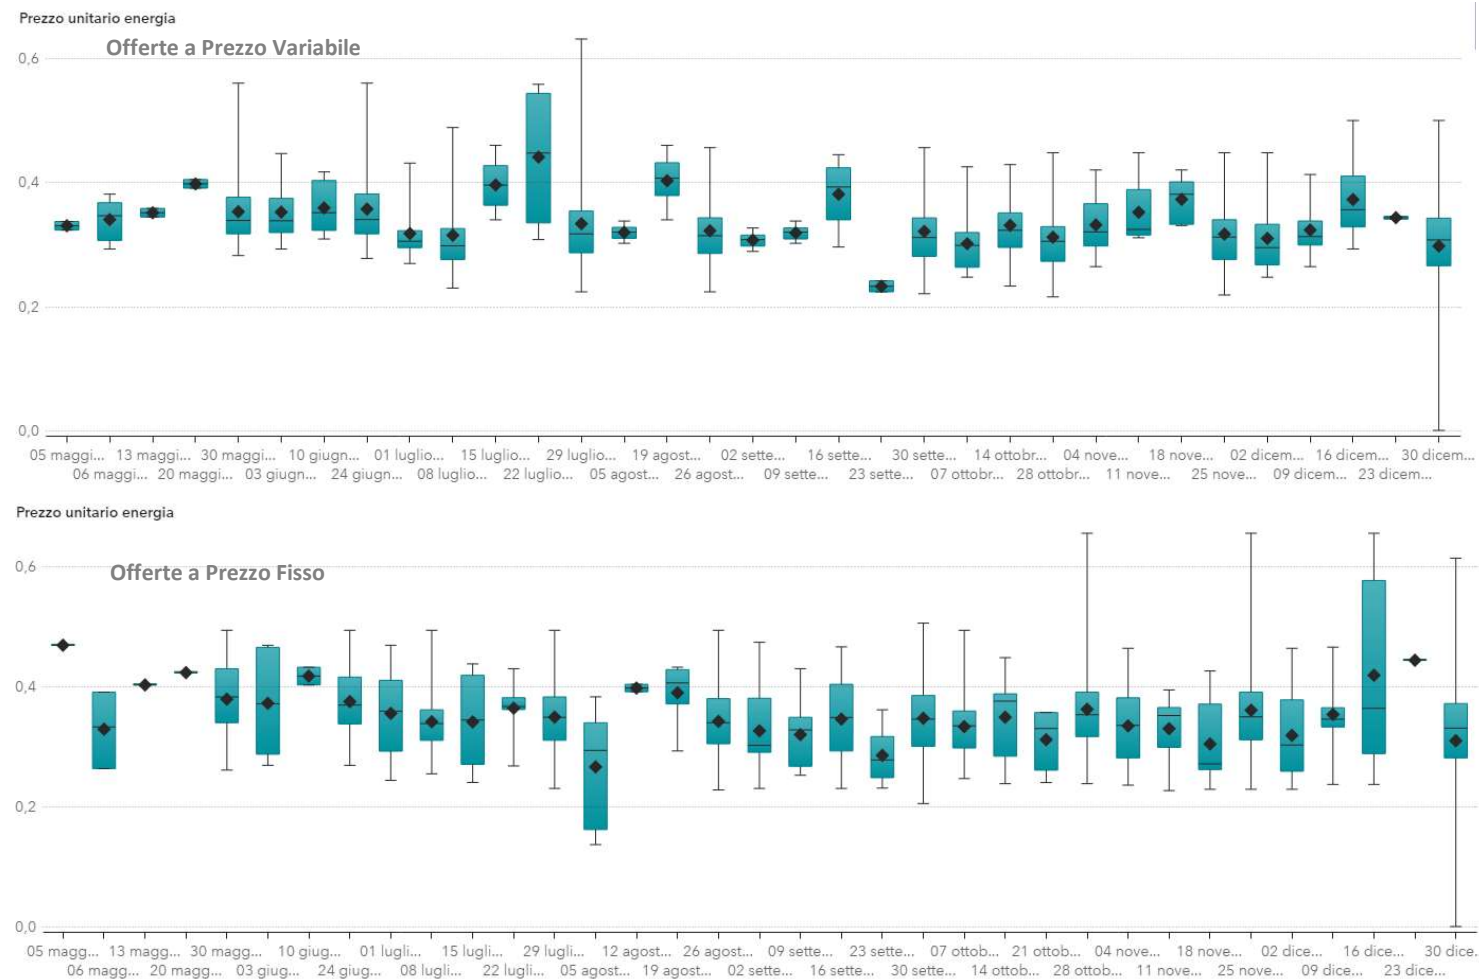 Prezzo unitario energia
Offerte a Prezzo Variabile
0,6
0,4
0,2
0,0
05 maggi... 13 maggi... 30 maggi... 10 giugn... 01 luglio... 15 luglio... 29 luglio... 19 agost... 02 sette... 16 sette... 30 sette... 14 ottobr... 04 nove... 18 nove... 02 dicem... 16 dicem... 30 dicem...
06 maggi... 20 maggi... 03 giugn... 24 giugn... 08 luglio... 22 luglio... 05 agost... 26 agost... 09 sette... 23 sette... 07 ottobr... 28 ottobr... 11 nove... 25 nove... 09 dicem... 23 dicem...
Prezzo unitario energia
Offerte a Prezzo Fisso
0,6
0,4
0,2
0,0
05 magg... 13 magg... 30 magg... 10 giug... 01 lugli... 15 lugli... 29 lugli... 12 agost... 26 agost... 09 sette... 23 sette... 07 ottob... 21 ottob... 04 nove... 18 nove... 02 dice... 16 dice... 30 dice...
06 magg... 20 magg... 03 giug... 24 giug... 08 lugli... 22 lugli... 05 agost... 19 agost... 02 sette... 16 sette... 30 sette... 14 ottob... 28 ottob... 11 nove... 25 nove... 09 dice... 23 dice...